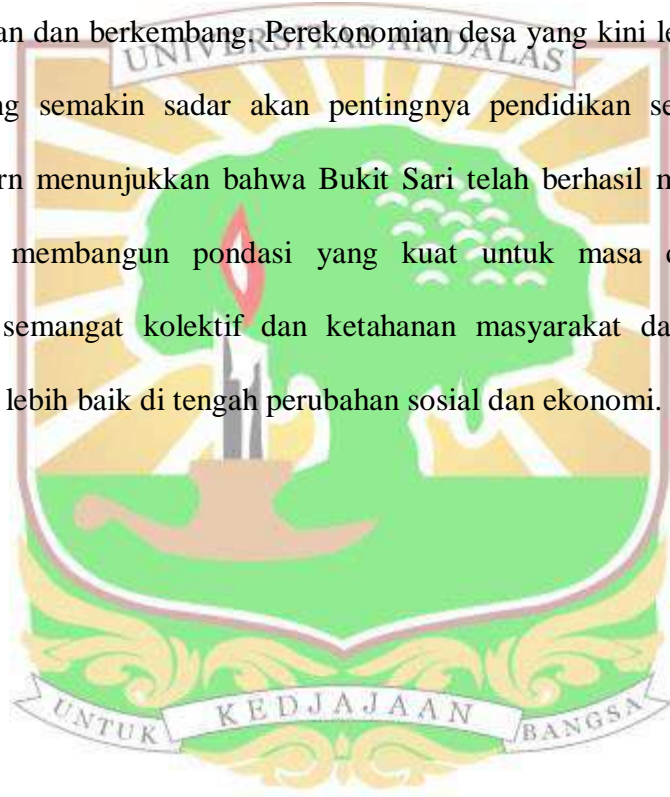 an dan berkembang. Perekonomian desa yang kini le
UNIVERSITAS ANDALAS
g semakin sadar akan pentingnya pendidikan se
rn menunjukkan bahwa Bukit Sari telah berhasil m
membangun pondasi yang kuat untuk masa d
semangat kolektif dan ketahanan masyarakat da
lebih baik di tengah perubahan sosial dan ekonomi.
UNTUK KEDJAJAAN BANGSA